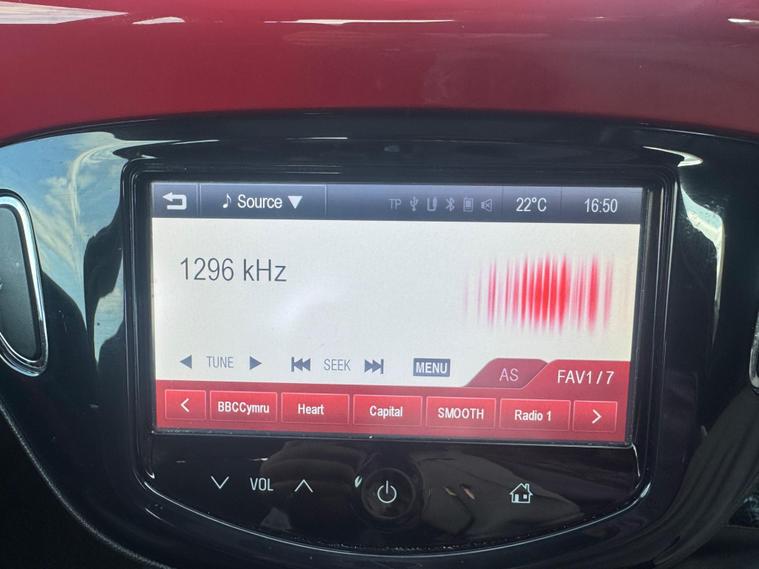 Source TP 22°C 16:50
1296 kHz
TUNE SEEK MENU AS FAV1/7
BBCCymru Heart Capital SMOOTH Radio 1
VOL